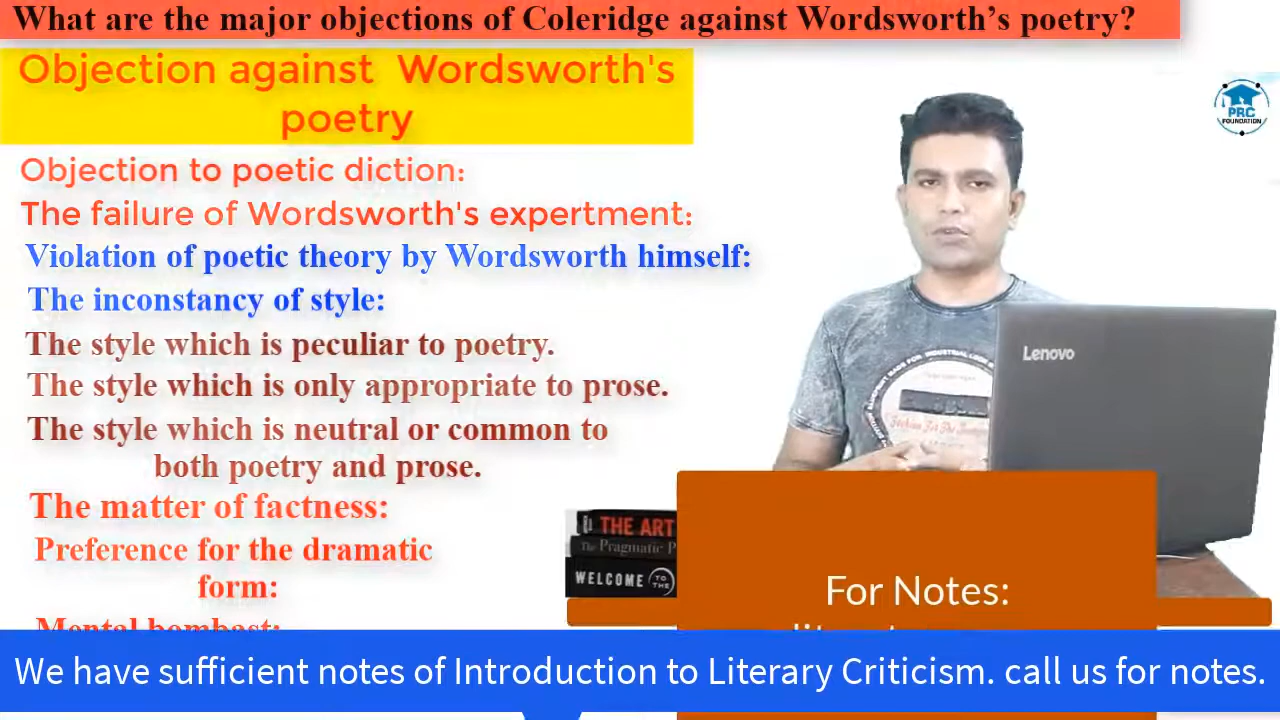 What are the major objections of Coleridge against Wordsworth's poetry?
Objection against Wordsworth's
poetry
Objection to poetic diction:
The failure of Wordsworth's expertment:
Violation of poetic theory by Wordsworth himself:
The inconstancy of style:
The style which is peculiar to poetry.
The style which is only appropriate to prose.
The style which is neutral or common to
both poetry and prose.
The matter of factness:
Preference for the dramatic
form:
Mental bombast:
PRC
FOUNDATION
Lenovo
THE ART
The Pragmatic P
WELCOME TO THE
For Notes:
We have sufficient notes of Introduction to Literary Criticism. call us for notes.